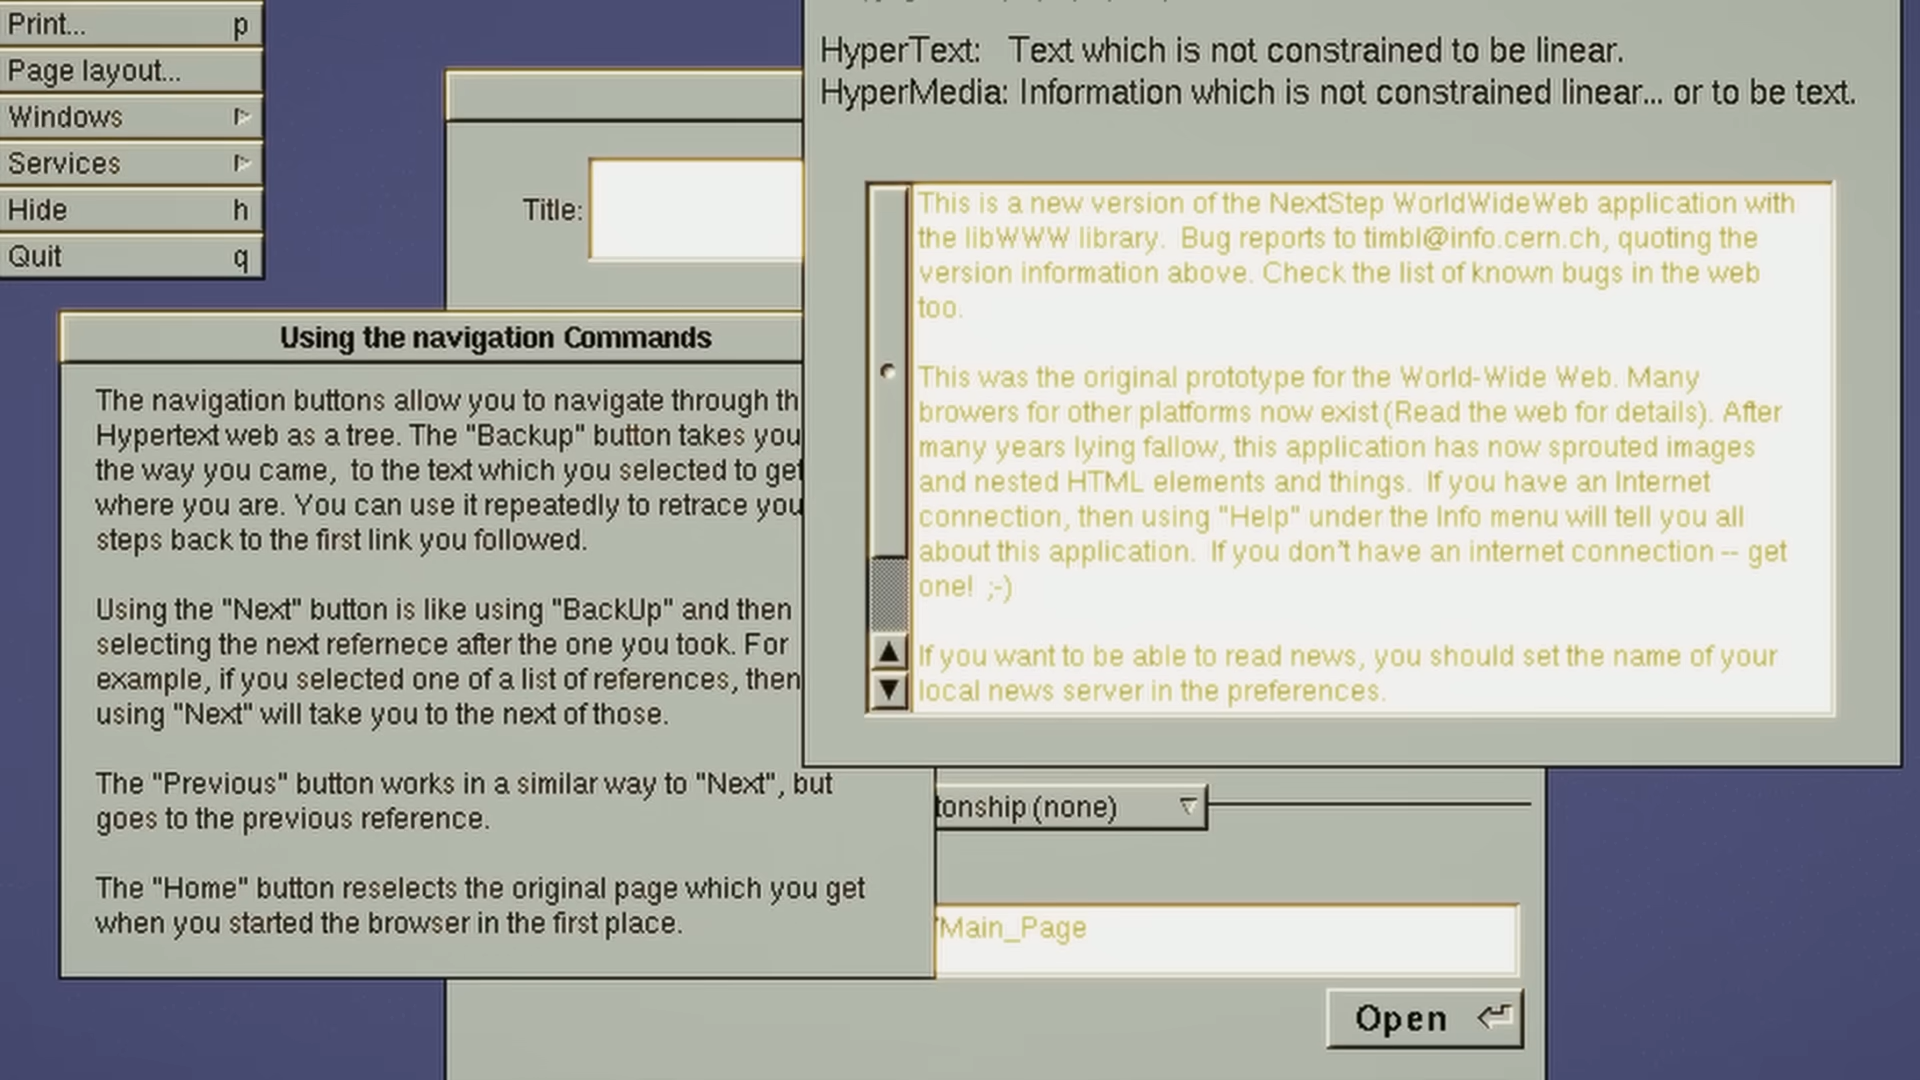 Print... p
Page layout...
Windows
Services
Hide h
Quit q
Title:
HyperText: Text which is not constrained to be linear.
HyperMedia: Information which is not constrained linear... or to be text.
This is a new version of the NextStep WorldWideWeb application with
the libWWW library. Bug reports to timbl@info.cern.ch, quoting the
version information above. Check the list of known bugs in the web
too.
This was the original prototype for the World-Wide Web. Many
browers for other platforms now exist (Read the web for details). After
many years lying fallow, this application has now sprouted images
and nested HTML elements and things. If you have an Internet
connection, then using "Help" under the Info menu will tell you all
about this application. If you don't have an internet connection -- get
one! ;-)
If you want to be able to read news, you should set the name of your
local news server in the preferences.
Using the navigation Commands
The navigation buttons allow you to navigate through th
Hypertext web as a tree. The "Backup" button takes you
the way you came, to the text which you selected to get
where you are. You can use it repeatedly to retrace you
steps back to the first link you followed.
Using the "Next" button is like using "BackUp" and then
selecting the next refernece after the one you took. For
example, if you selected one of a list of references, then
using "Next" will take you to the next of those.
The "Previous" button works in a similar way to "Next", but
goes to the previous reference.
The "Home" button reselects the original page which you get
when you started the browser in the first place.
tonship (none)
/Main_Page
Open